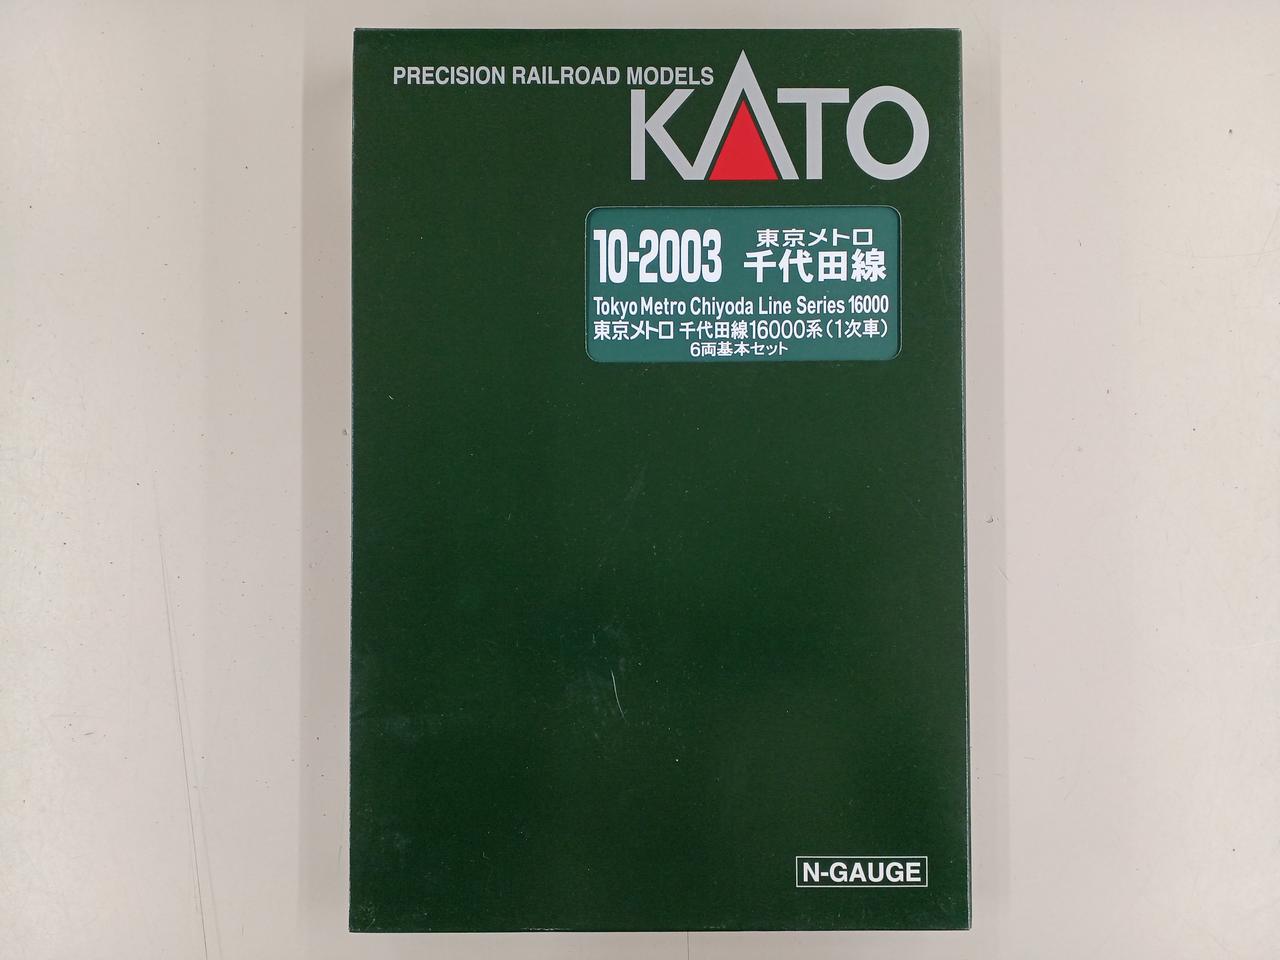 PRECISION RAILROAD MODELS
KATO
10-2003
東京メトロ
千代田線
Tokyo Metro Chiyoda Line Series 16000
東京メトロ 千代田線16000系(1次車)
6両基本セット
N-GAUGE